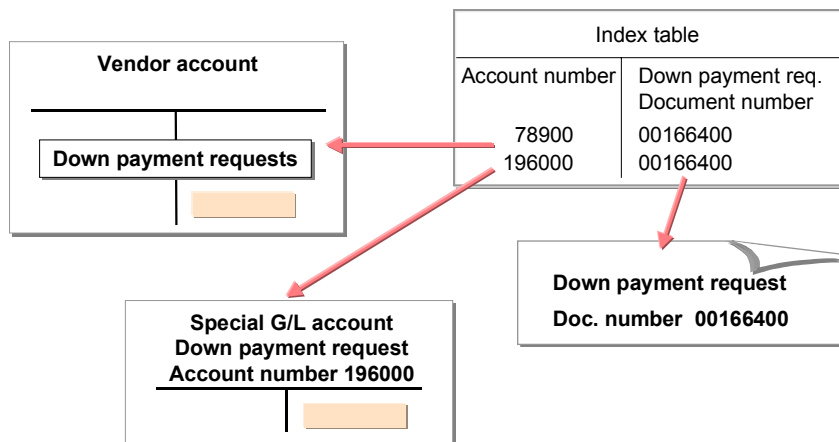 Vendor account
Down payment requests
Index table
Account number
Down payment req.
Document number
78900 00166400
196000 00166400
Special G/L account
Down payment request
Account number 196000
Down payment request
Doc. number 00166400